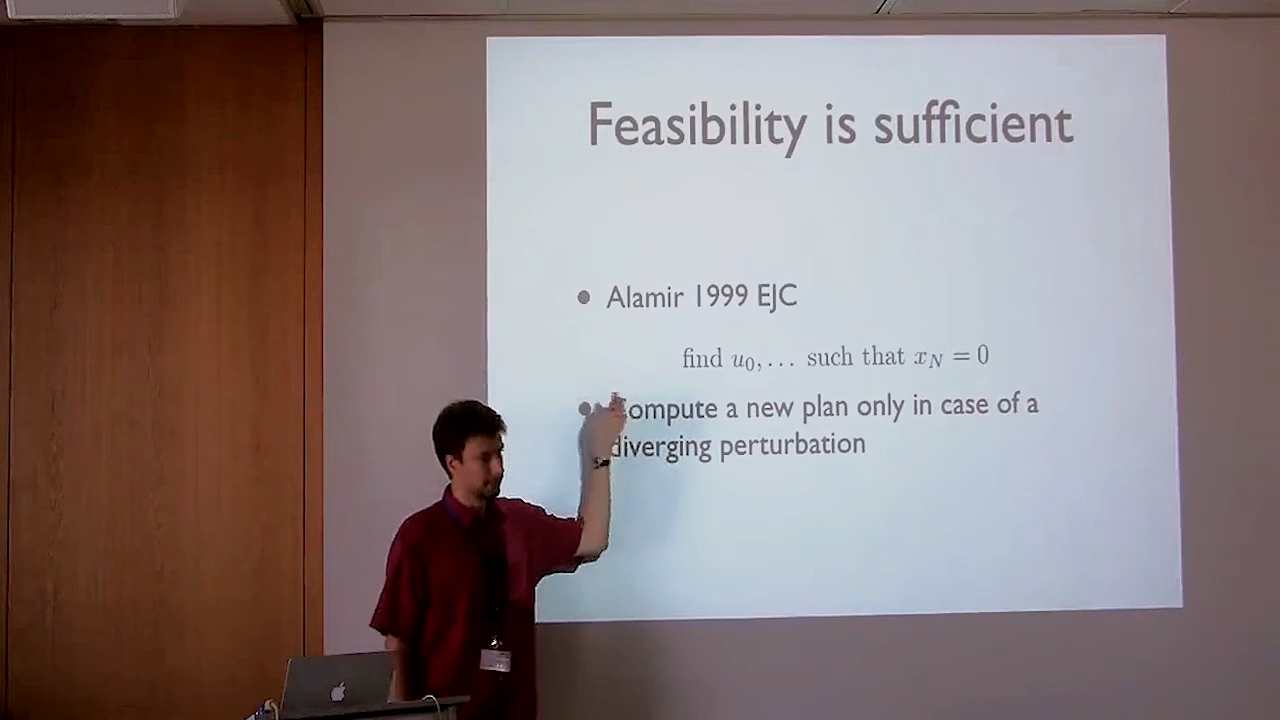 Feasibility is sufficient
• Alamir 1999 EJC
find u₀, ... such that x_N = 0
• Compute a new plan only in case of a
diverging perturbation